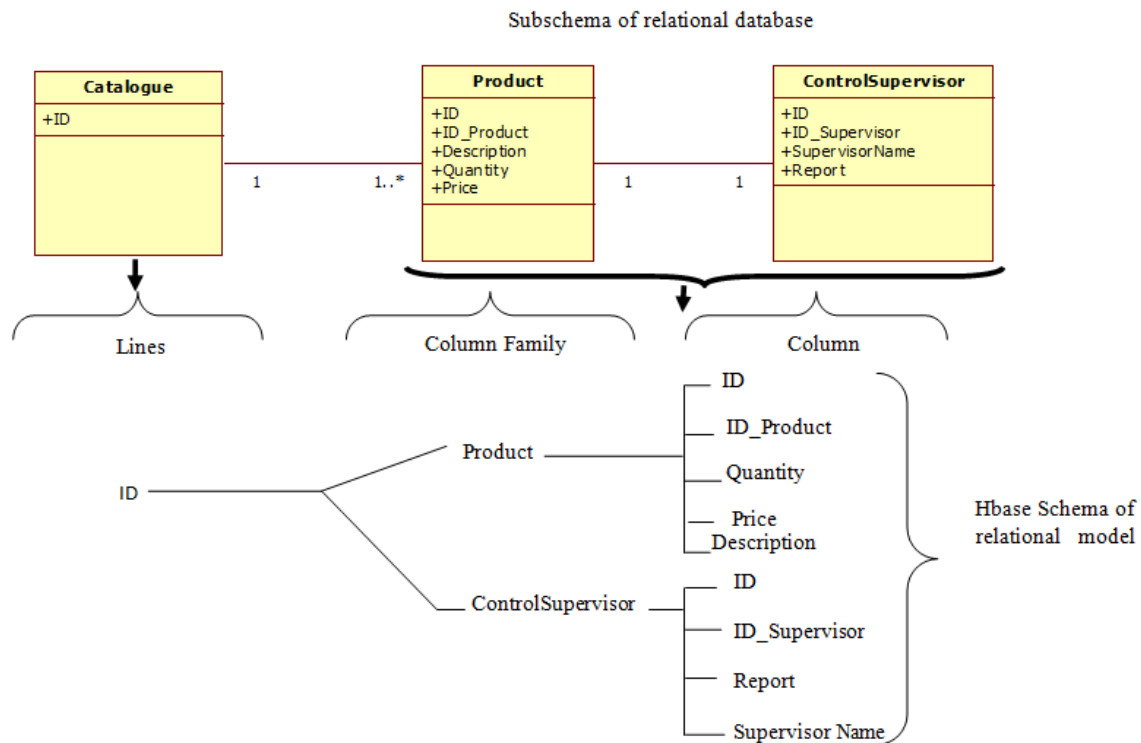 Subschema of relational database
Catalogue
+ID
Product
+ID
+ID_Product
+Description
+Quantity
+Price
ControlSupervisor
+ID
+ID_Supervisor
+SupervisorName
+Report
1
1..*
1
1
Lines
Column Family
Column
ID
Product
ID
ID_Product
Quantity
Price
Description
ControlSupervisor
ID
ID_Supervisor
Report
Supervisor Name
Hbase Schema of
relational model